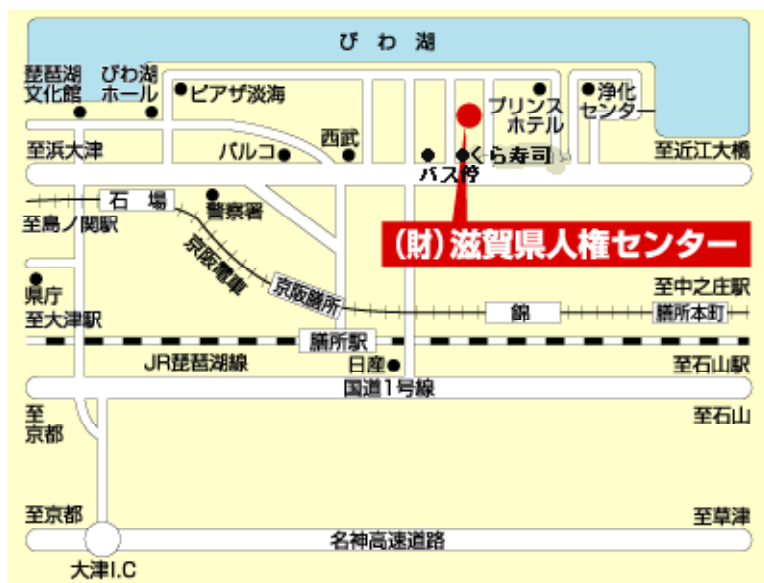 びわ湖
琵琶湖
文化館
びわ湖
ホール
ピアザ淡海
プリンス
ホテル
浄化
センター
至浜大津
パルコ
西武
バス停
くら寿司
至近江大橋
石場
警察署
至島ノ関駅
(財)滋賀県人権センター
京阪電車
県庁
京阪膳所
至中之庄駅
錦
膳所本町
至大津駅
膳所駅
JR琵琶湖線
日産
至石山駅
国道1号線
至
京都
至石山
至京都
至草津
名神高速道路
大津I.C